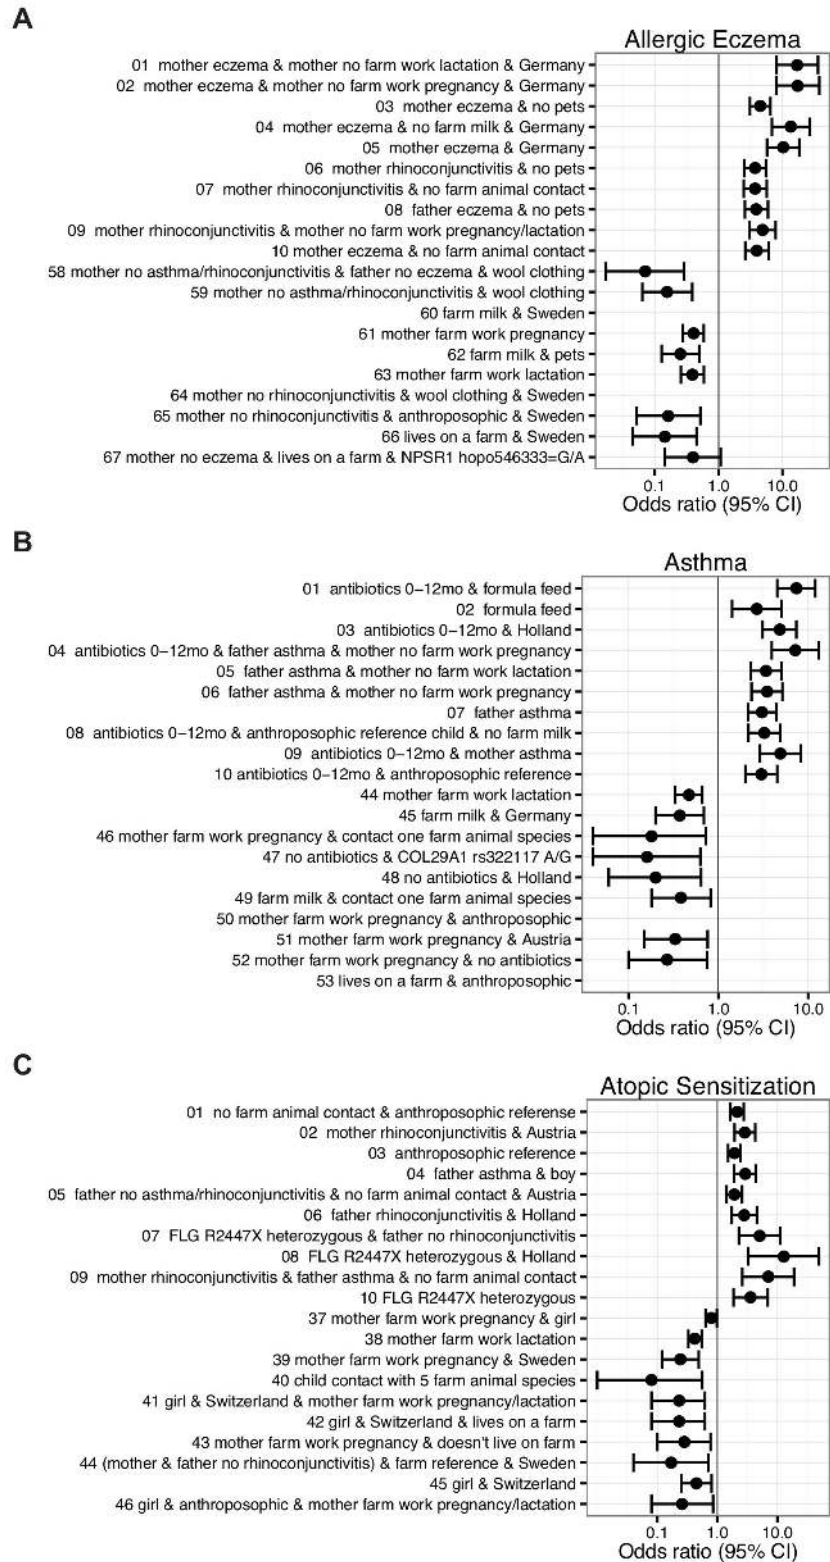 A
Allergic Eczema
01 mother eczema & mother no farm work lactation & Germany
02 mother eczema & mother no farm work pregnancy & Germany
03 mother eczema & no pets
04 mother eczema & no farm milk & Germany
05 mother eczema & Germany
06 mother rhinoconjunctivitis & no pets
07 mother rhinoconjunctivitis & no farm animal contact
08 father eczema & no pets
09 mother rhinoconjunctivitis & mother no farm work pregnancy/lactation
10 mother eczema & no farm animal contact
58 mother no asthma/rhinoconjunctivitis & father no eczema & wool clothing
59 mother no asthma/rhinoconjunctivitis & wool clothing
60 farm milk & Sweden
61 mother farm work pregnancy
62 farm milk & pets
63 mother farm work lactation
64 mother no rhinoconjunctivitis & wool clothing & Sweden
65 mother no rhinoconjunctivitis & anthroposophic & Sweden
66 lives on a farm & Sweden
67 mother no eczema & lives on a farm & NPSR1 hopo546333=G/A
0.1 1.0 10.0
Odds ratio (95% CI)
B
Asthma
01 antibiotics 0−12mo & formula feed
02 formula feed
03 antibiotics 0−12mo & Holland
04 antibiotics 0−12mo & father asthma & mother no farm work pregnancy
05 father asthma & mother no farm work lactation
06 father asthma & mother no farm work pregnancy
07 father asthma
08 antibiotics 0−12mo & anthroposophic reference child & no farm milk
09 antibiotics 0−12mo & mother asthma
10 antibiotics 0−12mo & anthroposophic reference
44 mother farm work lactation
45 farm milk & Germany
46 mother farm work pregnancy & contact one farm animal species
47 no antibiotics & COL29A1 rs322117 A/G
48 no antibiotics & Holland
49 farm milk & contact one farm animal species
50 mother farm work pregnancy & anthroposophic
51 mother farm work pregnancy & Austria
52 mother farm work pregnancy & no antibiotics
53 lives on a farm & anthroposophic
0.1 1.0 10.0
Odds ratio (95% CI)
C
Atopic Sensitization
01 no farm animal contact & anthroposophic referense
02 mother rhinoconjunctivitis & Austria
03 anthroposophic reference
04 father asthma & boy
05 father no asthma/rhinoconjunctivitis & no farm animal contact & Austria
06 father rhinoconjunctivitis & Holland
07 FLG R2447X heterozygous & father no rhinoconjunctivitis
08 FLG R2447X heterozygous & Holland
09 mother rhinoconjunctivitis & father asthma & no farm animal contact
10 FLG R2447X heterozygous
37 mother farm work pregnancy & girl
38 mother farm work lactation
39 mother farm work pregnancy & Sweden
40 child contact with 5 farm animal species
41 girl & Switzerland & mother farm work pregnancy/lactation
42 girl & Switzerland & lives on a farm
43 mother farm work pregnancy & doesn't live on farm
44 (mother & father no rhinoconjunctivitis) & farm reference & Sweden
45 girl & Switzerland
46 girl & anthroposophic & mother farm work pregnancy/lactation
0.1 1.0 10.0
Odds ratio (95% CI)